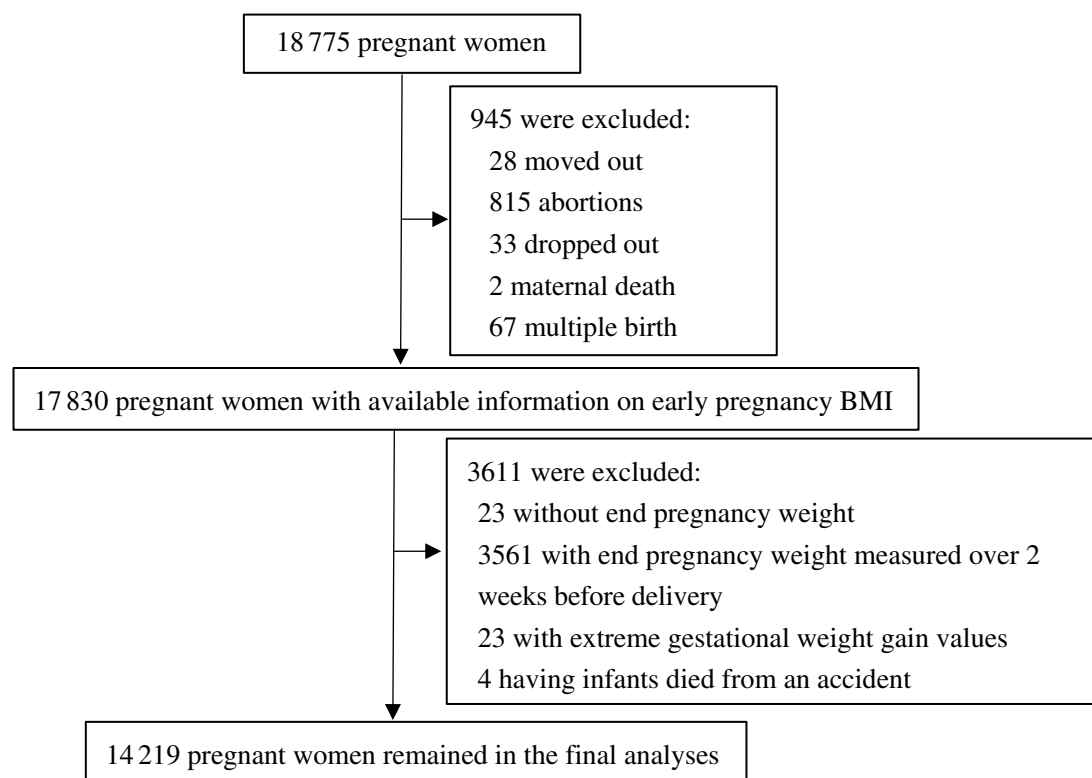 18 775 pregnant women
945 were excluded:
28 moved out
815 abortions
33 dropped out
2 maternal death
67 multiple birth
17 830 pregnant women with available information on early pregnancy BMI
3611 were excluded:
23 without end pregnancy weight
3561 with end pregnancy weight measured over 2
weeks before delivery
23 with extreme gestational weight gain values
4 having infants died from an accident
14 219 pregnant women remained in the final analyses